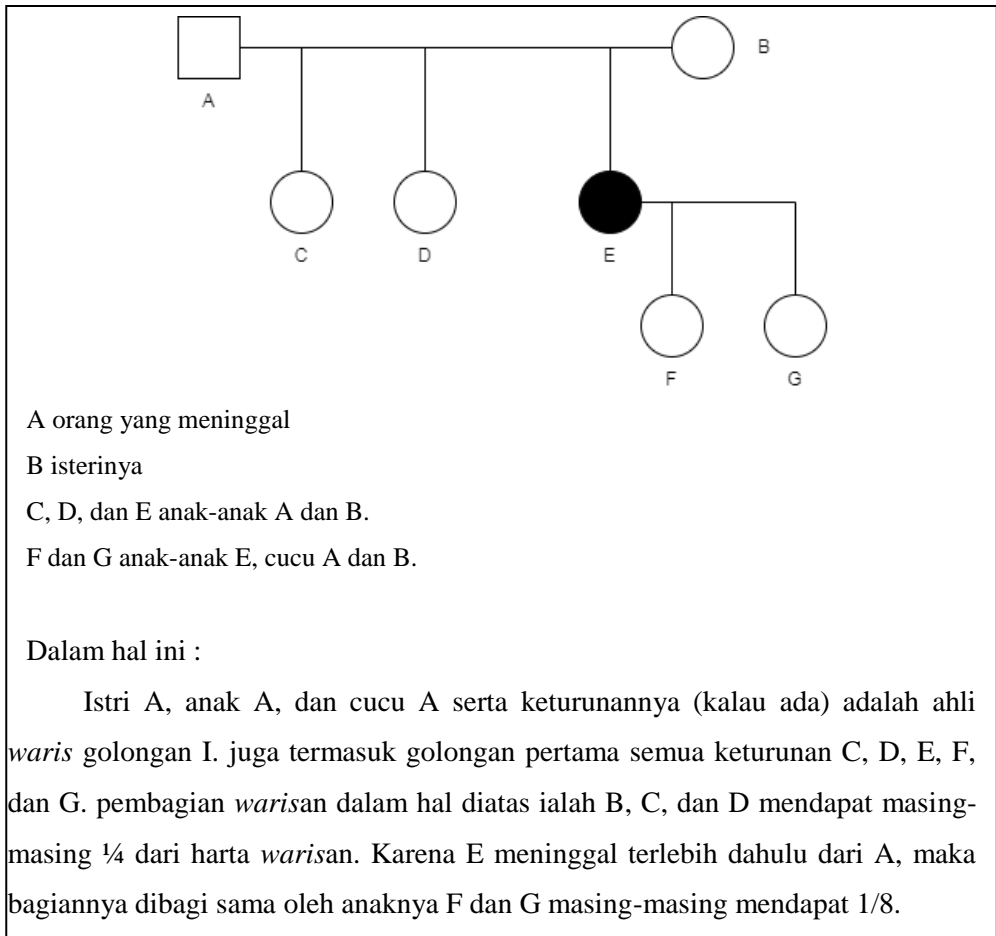 B
A
C
D
E
F
G
A orang yang meninggal
B isterinya
C, D, dan E anak-anak A dan B.
F dan G anak-anak E, cucu A dan B.
Dalam hal ini :
Istri A, anak A, dan cucu A serta keturunannya (kalau ada) adalah ahli
waris golongan I. juga termasuk golongan pertama semua keturunan C, D, E, F,
dan G. pembagian warisan dalam hal diatas ialah B, C, dan D mendapat masing-
masing ¼ dari harta warisan. Karena E meninggal terlebih dahulu dari A, maka
bagiannya dibagi sama oleh anaknya F dan G masing-masing mendapat 1/8.